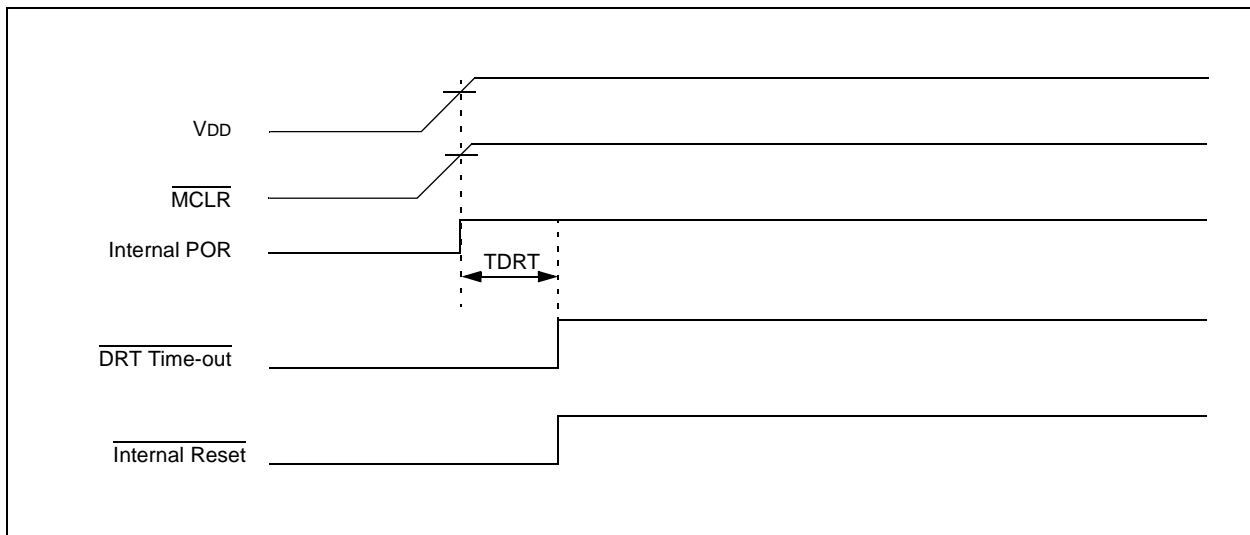 VDD
MCLR
Internal POR
TDRT
DRT Time-out
Internal Reset